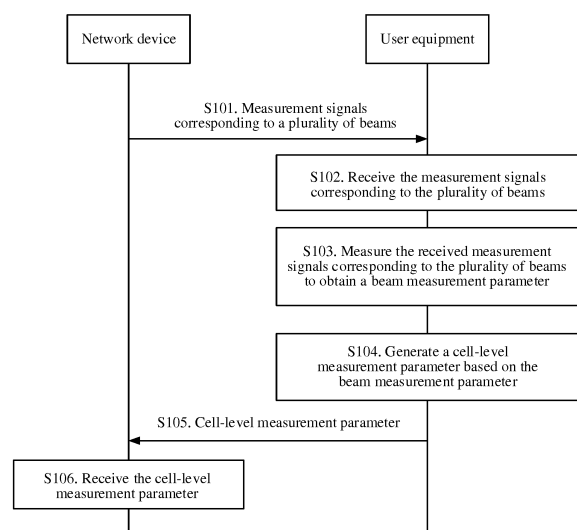 Network device
User equipment
S101. Measurement signals
corresponding to a plurality of beams
S102. Receive the measurement signals
corresponding to the plurality of beams
S103. Measure the received measurement
signals corresponding to the plurality of beams
to obtain a beam measurement parameter
S104. Generate a cell-level
measurement parameter based on the
beam measurement parameter
S105. Cell-level measurement parameter
S106. Receive the cell-level
measurement parameter